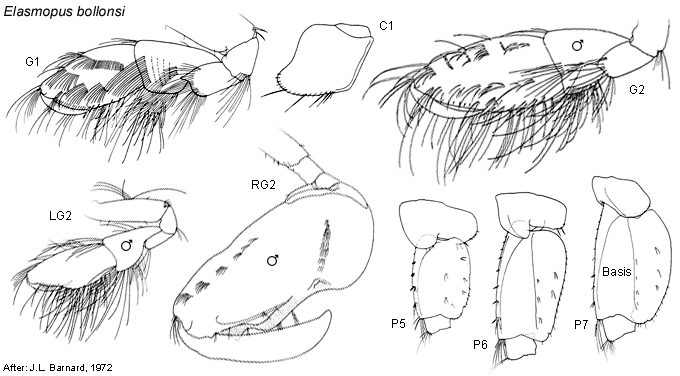 Elasmopus bollonsi
G1
C1
♂
G2
LG2
♂
RG2
♂
P5
P6
Basis
P7
After: J.L. Barnard, 1972